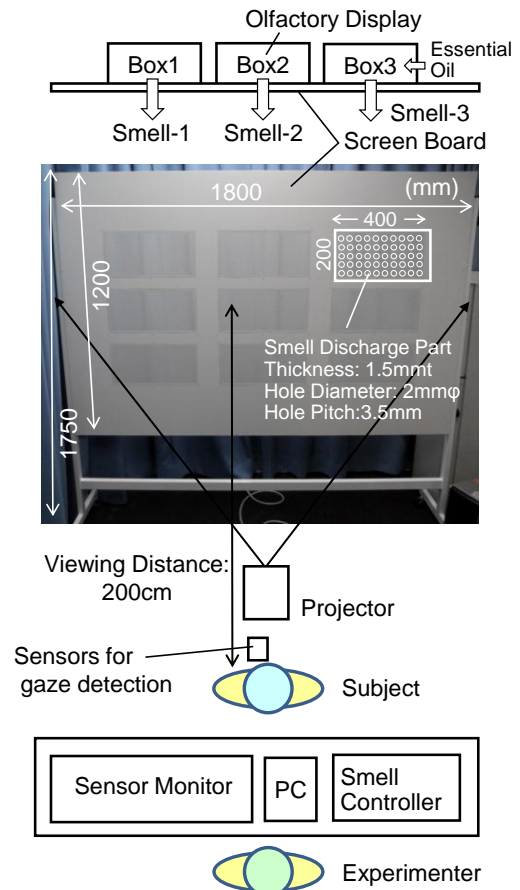 Olfactory Display
Box1
Box2
Box3
Essential
Oil
Smell-1
Smell-2
Smell-3
Screen Board
1800
(mm)
400
200
1200
1750
Smell Discharge Part
Thickness: 1.5mmt
Hole Diameter: 2mmφ
Hole Pitch:3.5mm
Viewing Distance:
200cm
Projector
Sensors for
gaze detection
Subject
Sensor Monitor
PC
Smell
Controller
Experimenter